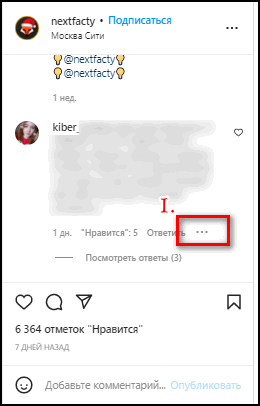 nextfacty • Подписаться
Москва Сити
@nextfacty
@nextfacty
kiber_
1.
1 дн. "Нравится": 5 Ответить ...
Посмотреть ответы (3)
6 364 отметок "Нравится"
7 ДНЕЙ НАЗАД
Добавьте комментарий... Опубликовать
1 нед.